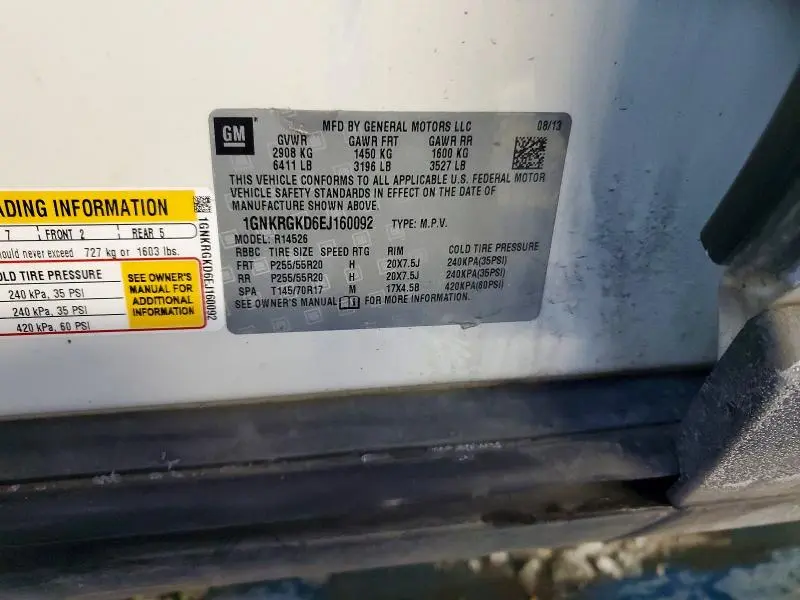 GM
MFD BY GENERAL MOTORS LLC
08/13
GVWR GAWR FRT GAWR RR
2908 KG 1450 KG 1600 KG
6411 LB 3196 LB 3527 LB
THIS VEHICLE CONFORMS TO ALL APPLICABLE U.S. FEDERAL MOTOR
VEHICLE SAFETY STANDARDS IN EFFECT ON THE DATE OF
MANUFACTURE SHOWN ABOVE.
1GNKRGKD6EJ160092 TYPE: M.P.V.
MODEL: R14526
RBBC TIRE SIZE SPEED RTG RIM COLD TIRE PRESSURE
FRT P255/55R20 H 20X7.5J 240KPA(35PSI)
RR P255/55R20 H 20X7.5J 240KPA(35PSI)
SPA T145/70R17 M 17X4.5B 420KPA(60PSI)
SEE OWNER'S MANUAL FOR MORE INFORMATION.
ADING INFORMATION
7 FRONT 2 REAR 5
ould never exceed 727 kg or 1603 lbs.
OLD TIRE PRESSURE
240 kPa, 35 PSI
240 kPa, 35 PSI
420 kPa, 60 PSI
SEE OWNER'S
MANUAL FOR
ADDITIONAL
INFORMATION
1GNKRGKD6EJ160092